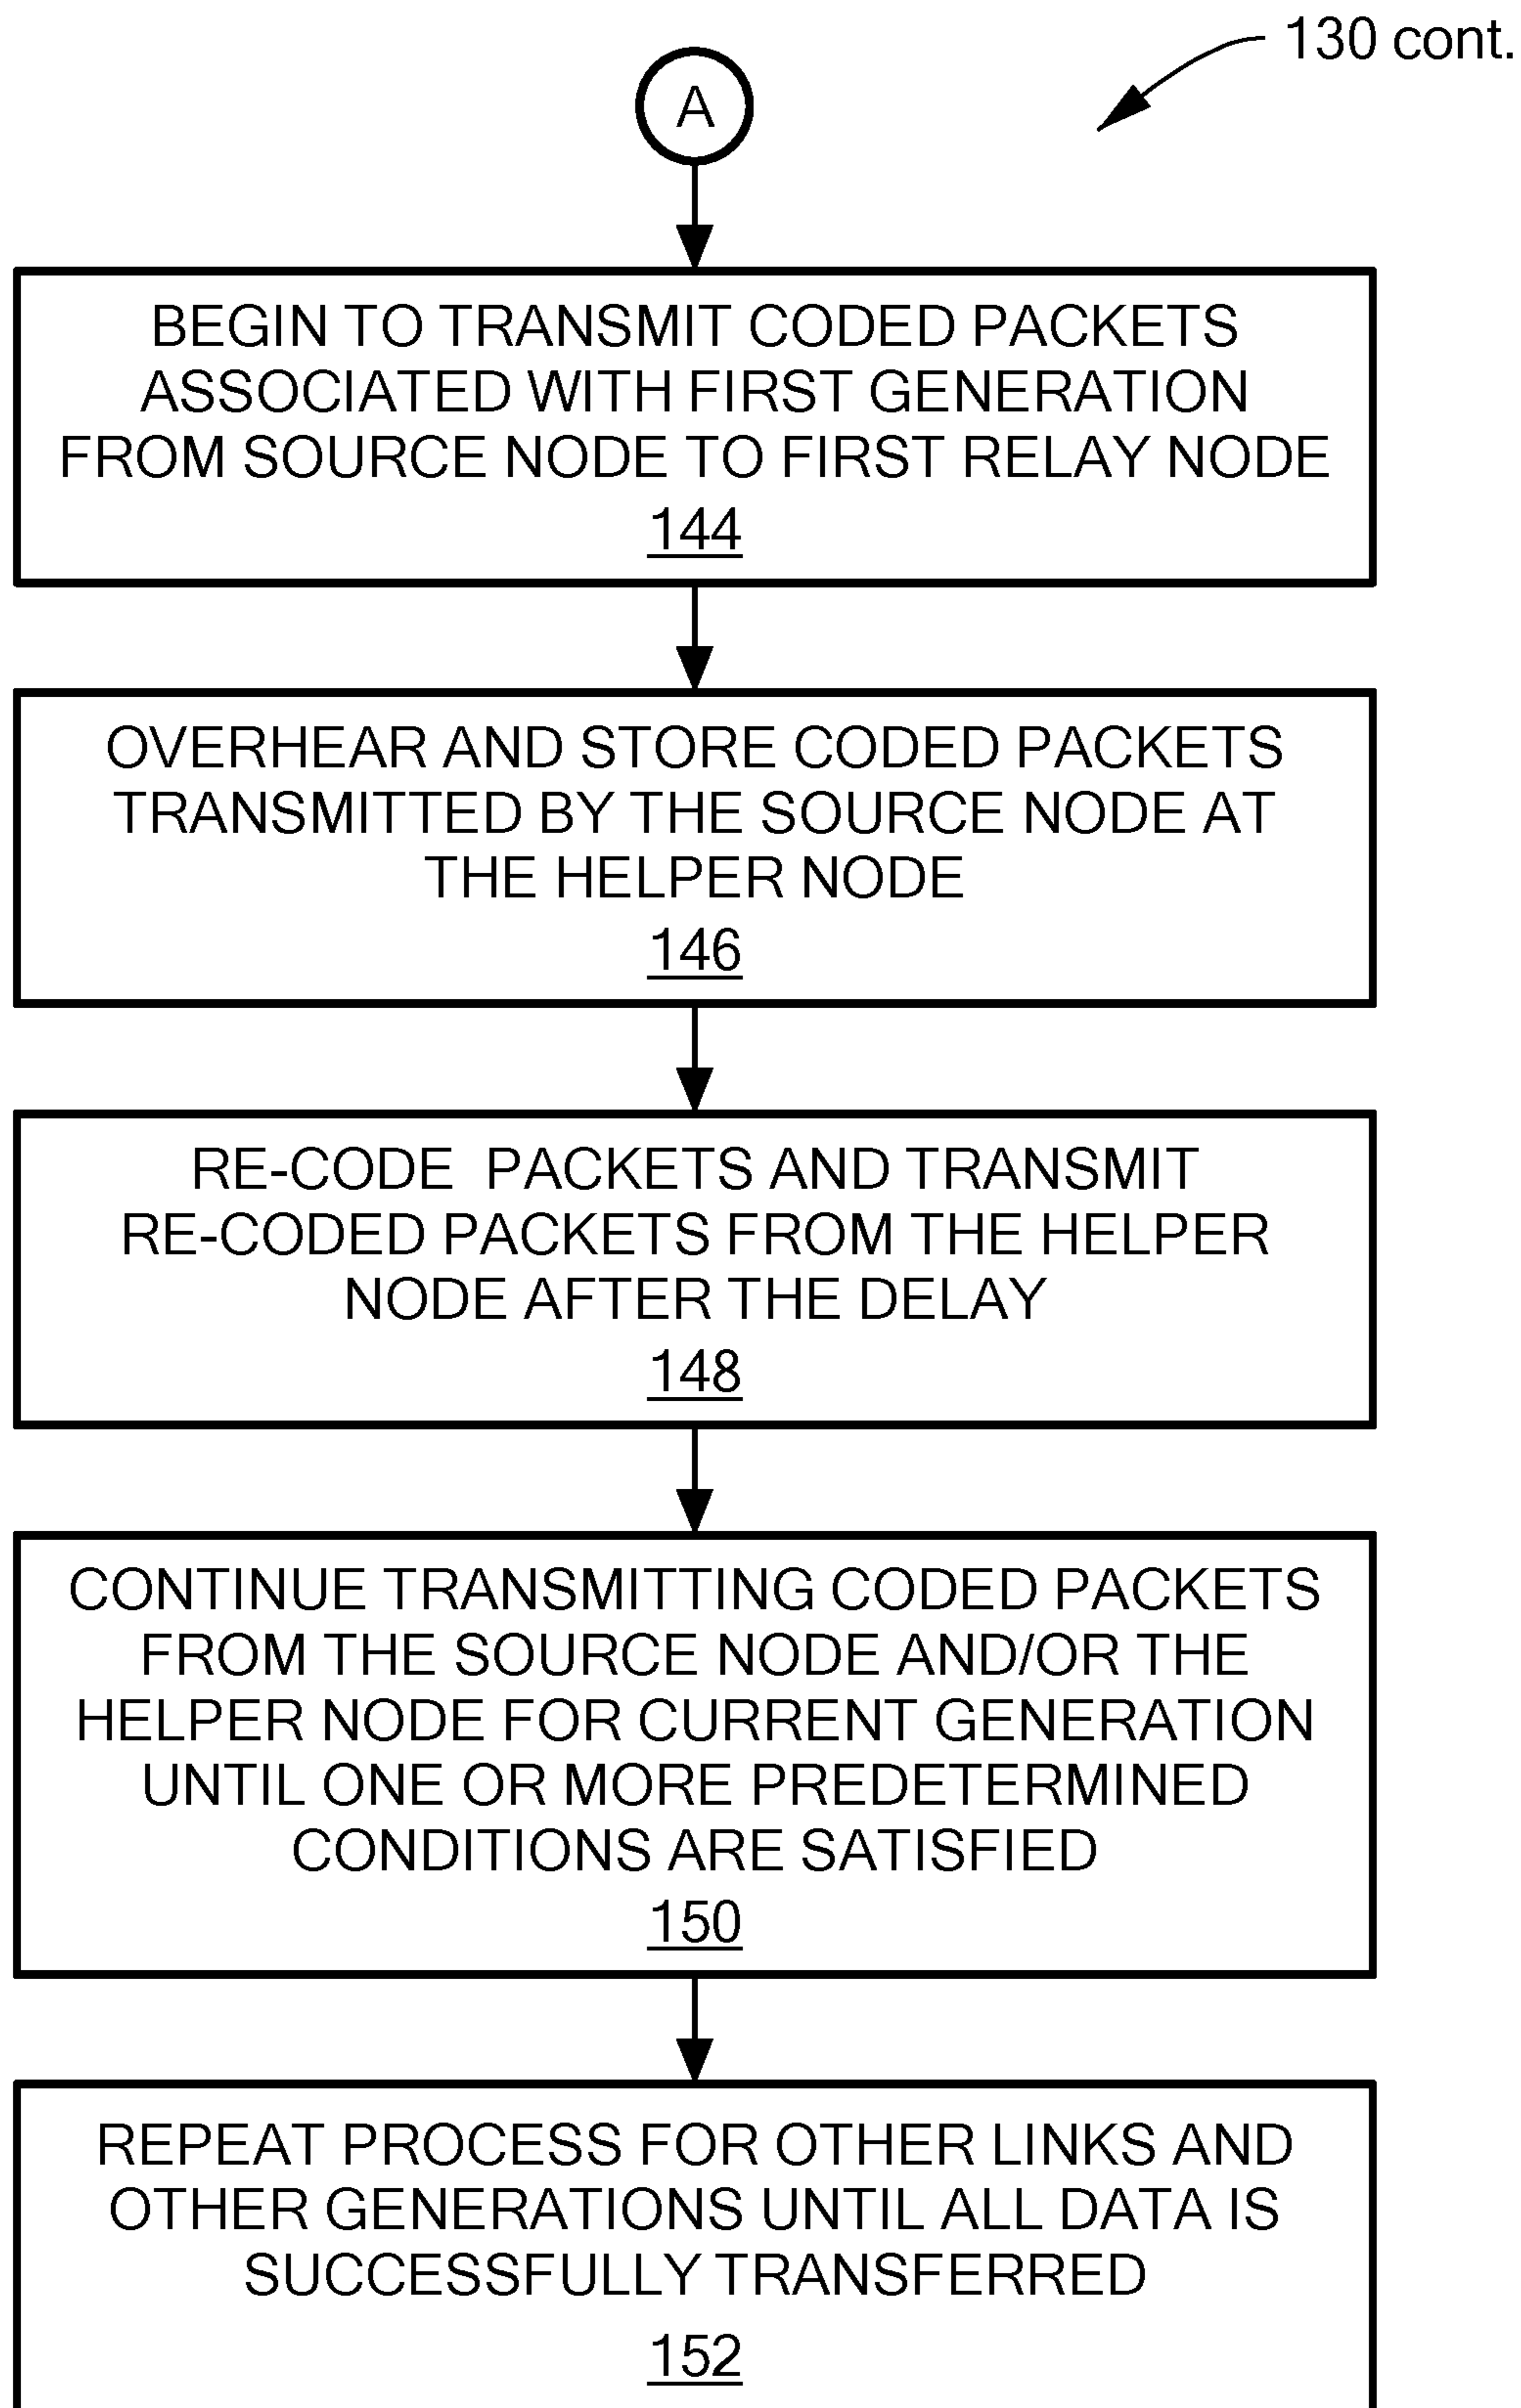 130 cont.
A
BEGIN TO TRANSMIT CODED PACKETS
ASSOCIATED WITH FIRST GENERATION
FROM SOURCE NODE TO FIRST RELAY NODE
144
OVERHEAR AND STORE CODED PACKETS
TRANSMITTED BY THE SOURCE NODE AT
THE HELPER NODE
146
RE-CODE PACKETS AND TRANSMIT
RE-CODED PACKETS FROM THE HELPER
NODE AFTER THE DELAY
148
CONTINUE TRANSMITTING CODED PACKETS
FROM THE SOURCE NODE AND/OR THE
HELPER NODE FOR CURRENT GENERATION
UNTIL ONE OR MORE PREDETERMINED
CONDITIONS ARE SATISFIED
150
REPEAT PROCESS FOR OTHER LINKS AND
OTHER GENERATIONS UNTIL ALL DATA IS
SUCCESSFULLY TRANSFERRED
152